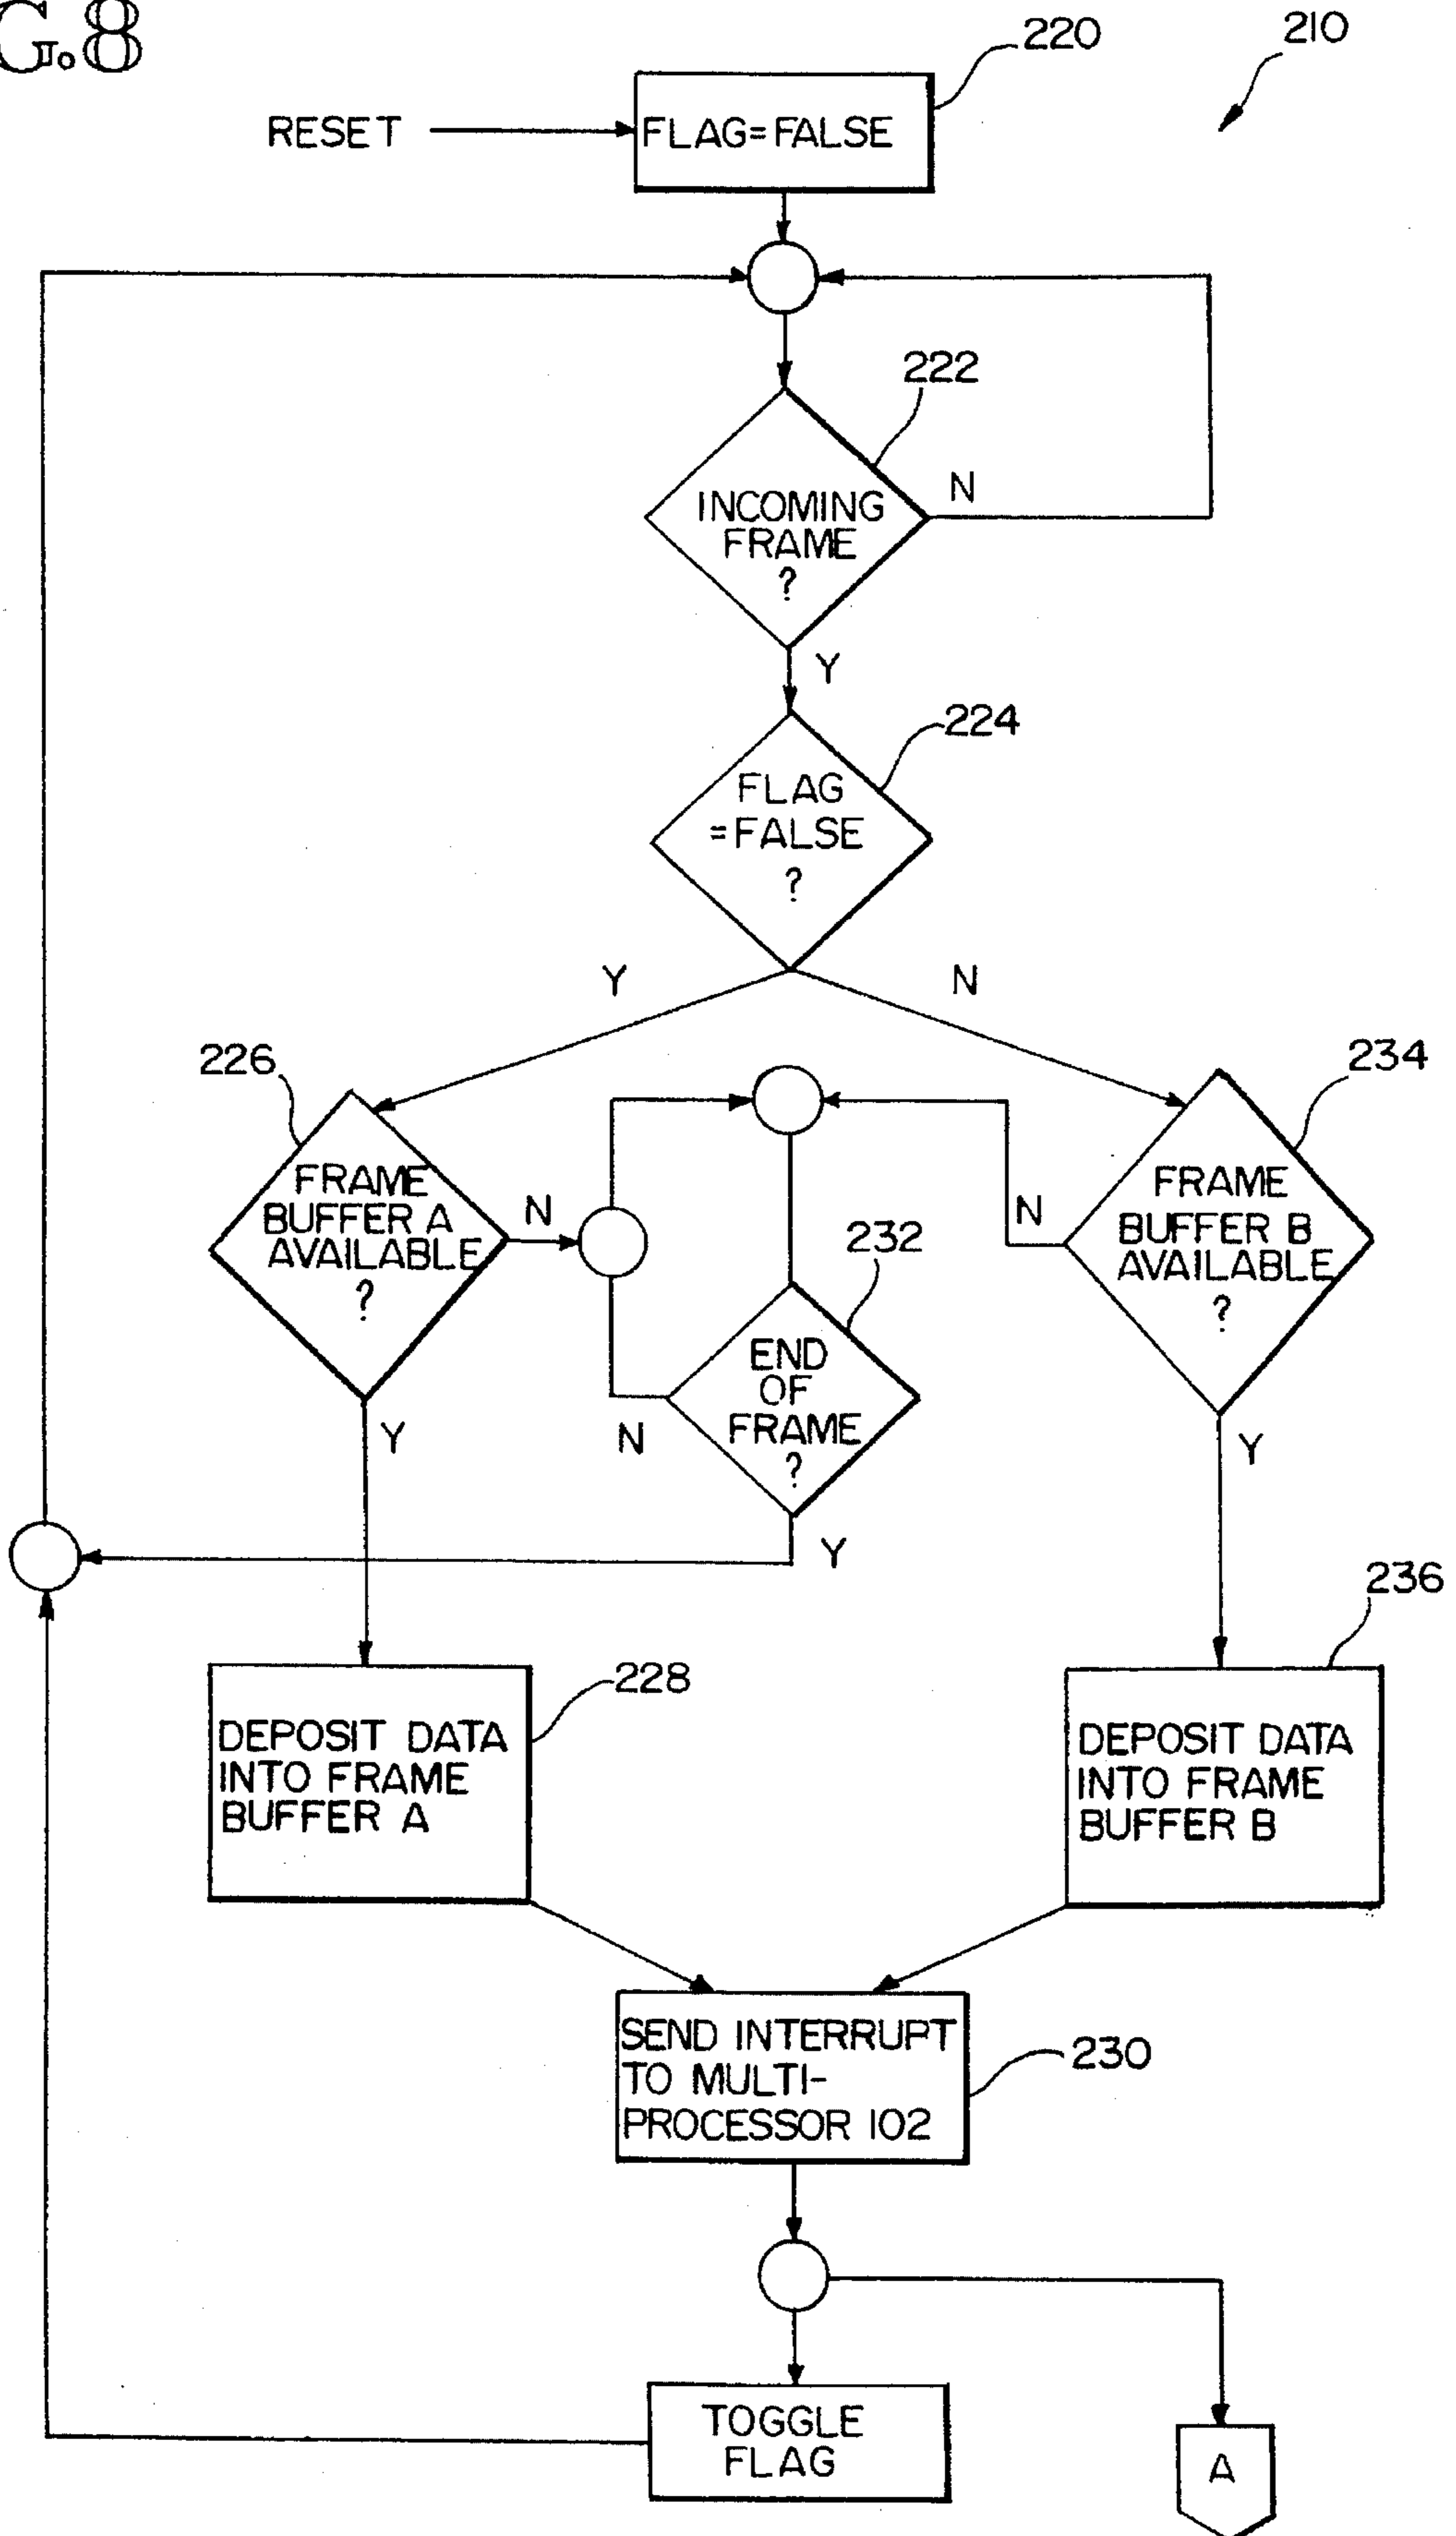 G.8
220
210
RESET
FLAG=FALSE
222
N
INCOMING
FRAME
?
Y
224
FLAG
=FALSE
?
Y
N
226
234
FRAME
BUFFER A
AVAILABLE
?
N
N
FRAME
BUFFER B
AVAILABLE
?
232
END
OF
FRAME
?
N
Y
Y
Y
228
236
DEPOSIT DATA
INTO FRAME
BUFFER A
DEPOSIT DATA
INTO FRAME
BUFFER B
SEND INTERRUPT
TO MULTI-
PROCESSOR 102
230
TOGGLE
FLAG
A